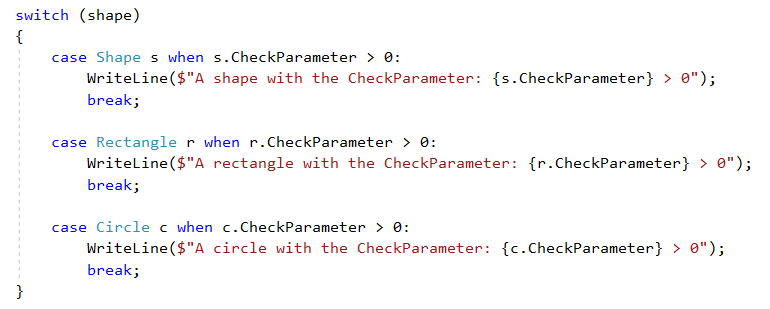 switch (shape)
{
    case Shape s when s.CheckParameter > 0:
        WriteLine($"A shape with the CheckParameter: {s.CheckParameter} > 0");
        break;

    case Rectangle r when r.CheckParameter > 0:
        WriteLine($"A rectangle with the CheckParameter: {r.CheckParameter} > 0");
        break;

    case Circle c when c.CheckParameter > 0:
        WriteLine($"A circle with the CheckParameter: {c.CheckParameter} > 0");
        break;
}